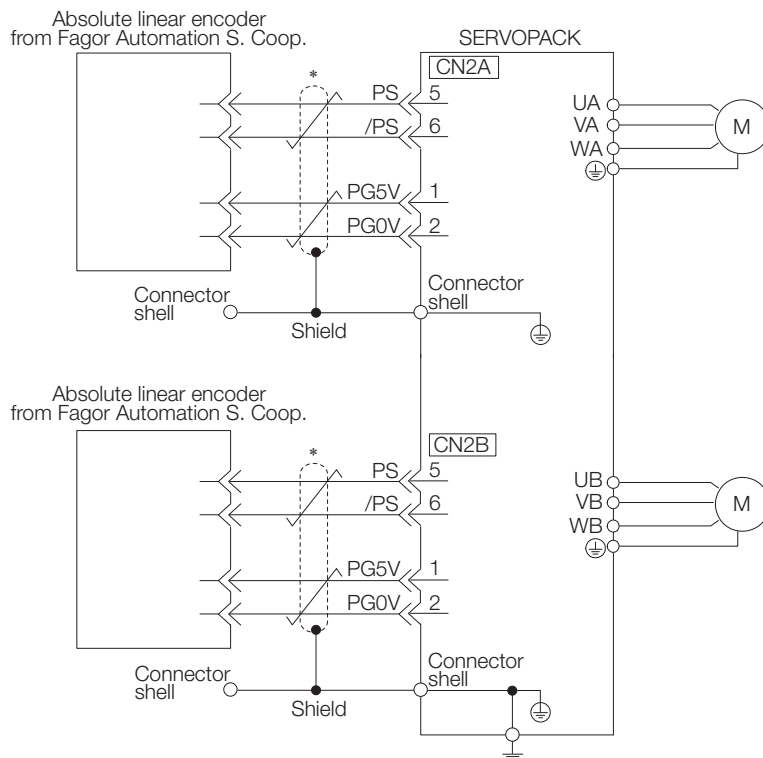 Absolute linear encoder
from Fagor Automation S. Coop.
SERVOPACK
CN2A
*
PS
5
/PS
6
PG5V
1
PG0V
2
UA
VA
WA
M
Connector
shell
Shield
Connector
shell
Absolute linear encoder
from Fagor Automation S. Coop.
CN2B
*
PS
5
/PS
6
PG5V
1
PG0V
2
UB
VB
WB
M
Connector
shell
Shield
Connector
shell